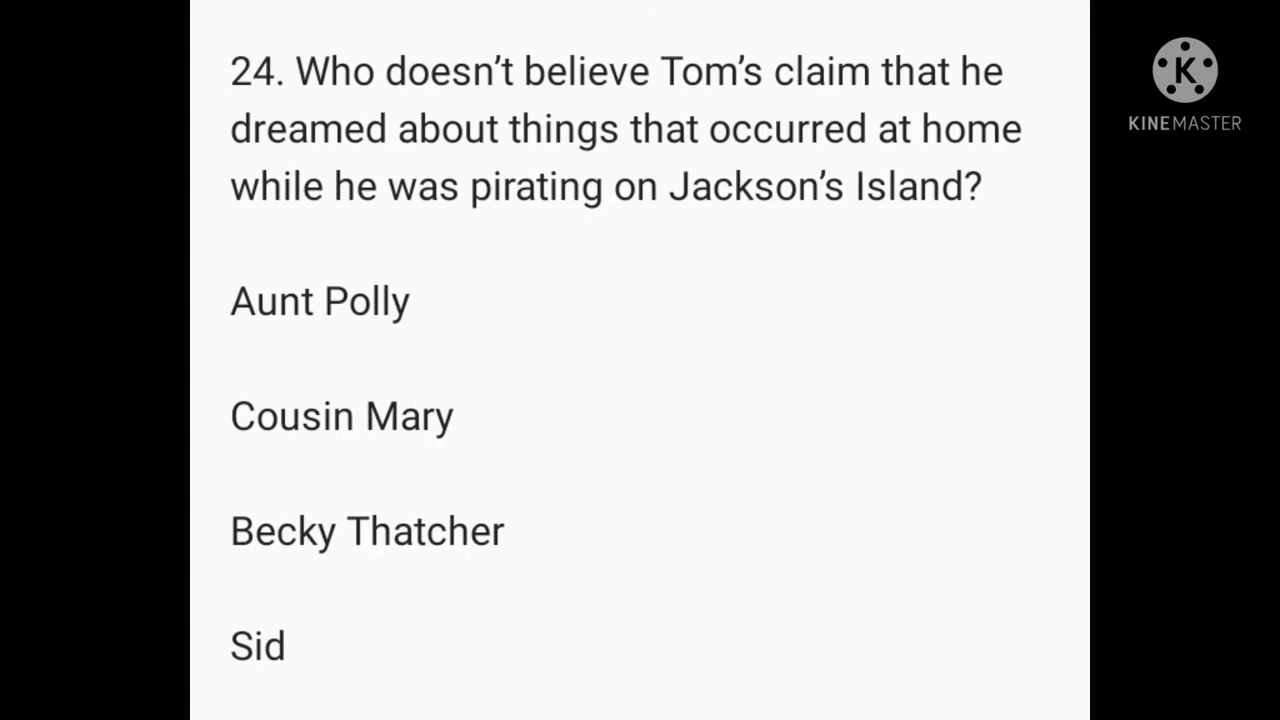 24. Who doesn’t believe Tom’s claim that he
dreamed about things that occurred at home
while he was pirating on Jackson’s Island?
Aunt Polly
Cousin Mary
Becky Thatcher
Sid
K
KINEMASTER